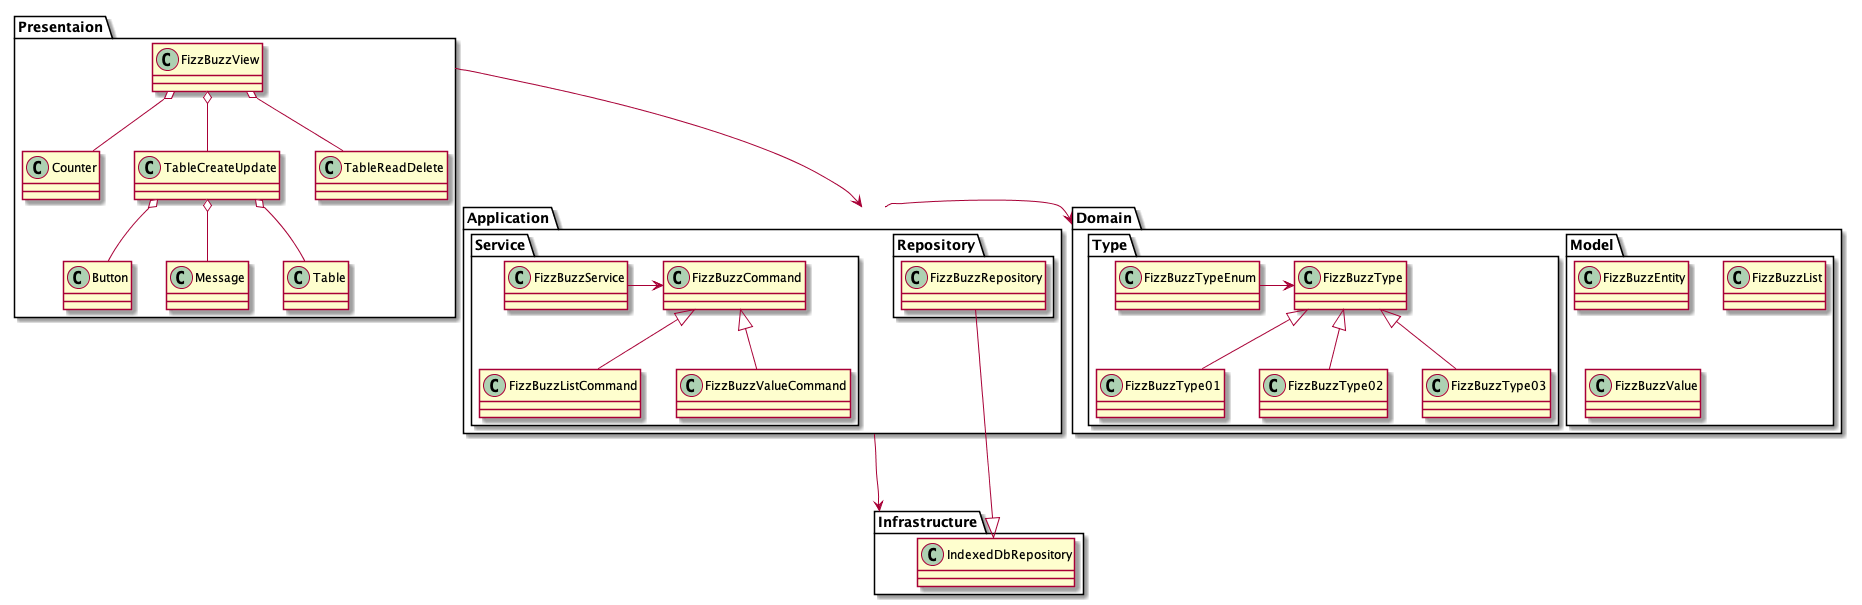 Presentaion
C FizzBuzzView
C Counter
C TableCreateUpdate
C TableReadDelete
C Button
C Message
C Table
Application
Service
C FizzBuzzService
C FizzBuzzCommand
C FizzBuzzListCommand
C FizzBuzzValueCommand
Repository
C FizzBuzzRepository
Domain
Type
C FizzBuzzTypeEnum
C FizzBuzzType
C FizzBuzzType01
C FizzBuzzType02
C FizzBuzzType03
Model
C FizzBuzzEntity
C FizzBuzzList
C FizzBuzzValue
Infrastructure
C IndexedDbRepository